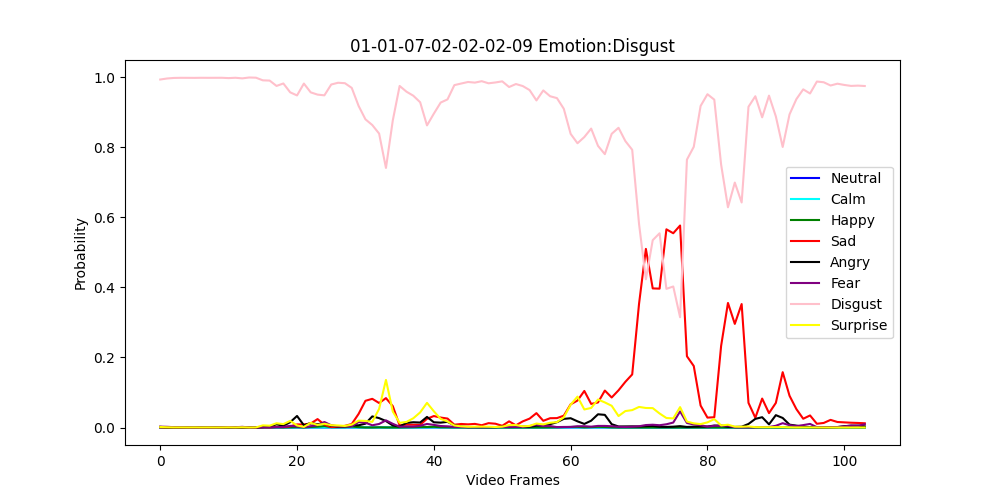 01-01-07-02-02-02-09 Emotion:Disgust
Probability
1.0
0.8
0.6
0.4
0.2
0.0
0
20
40
60
80
100
Video Frames
Neutral
Calm
Happy
Sad
Angry
Fear
Disgust
Surprise